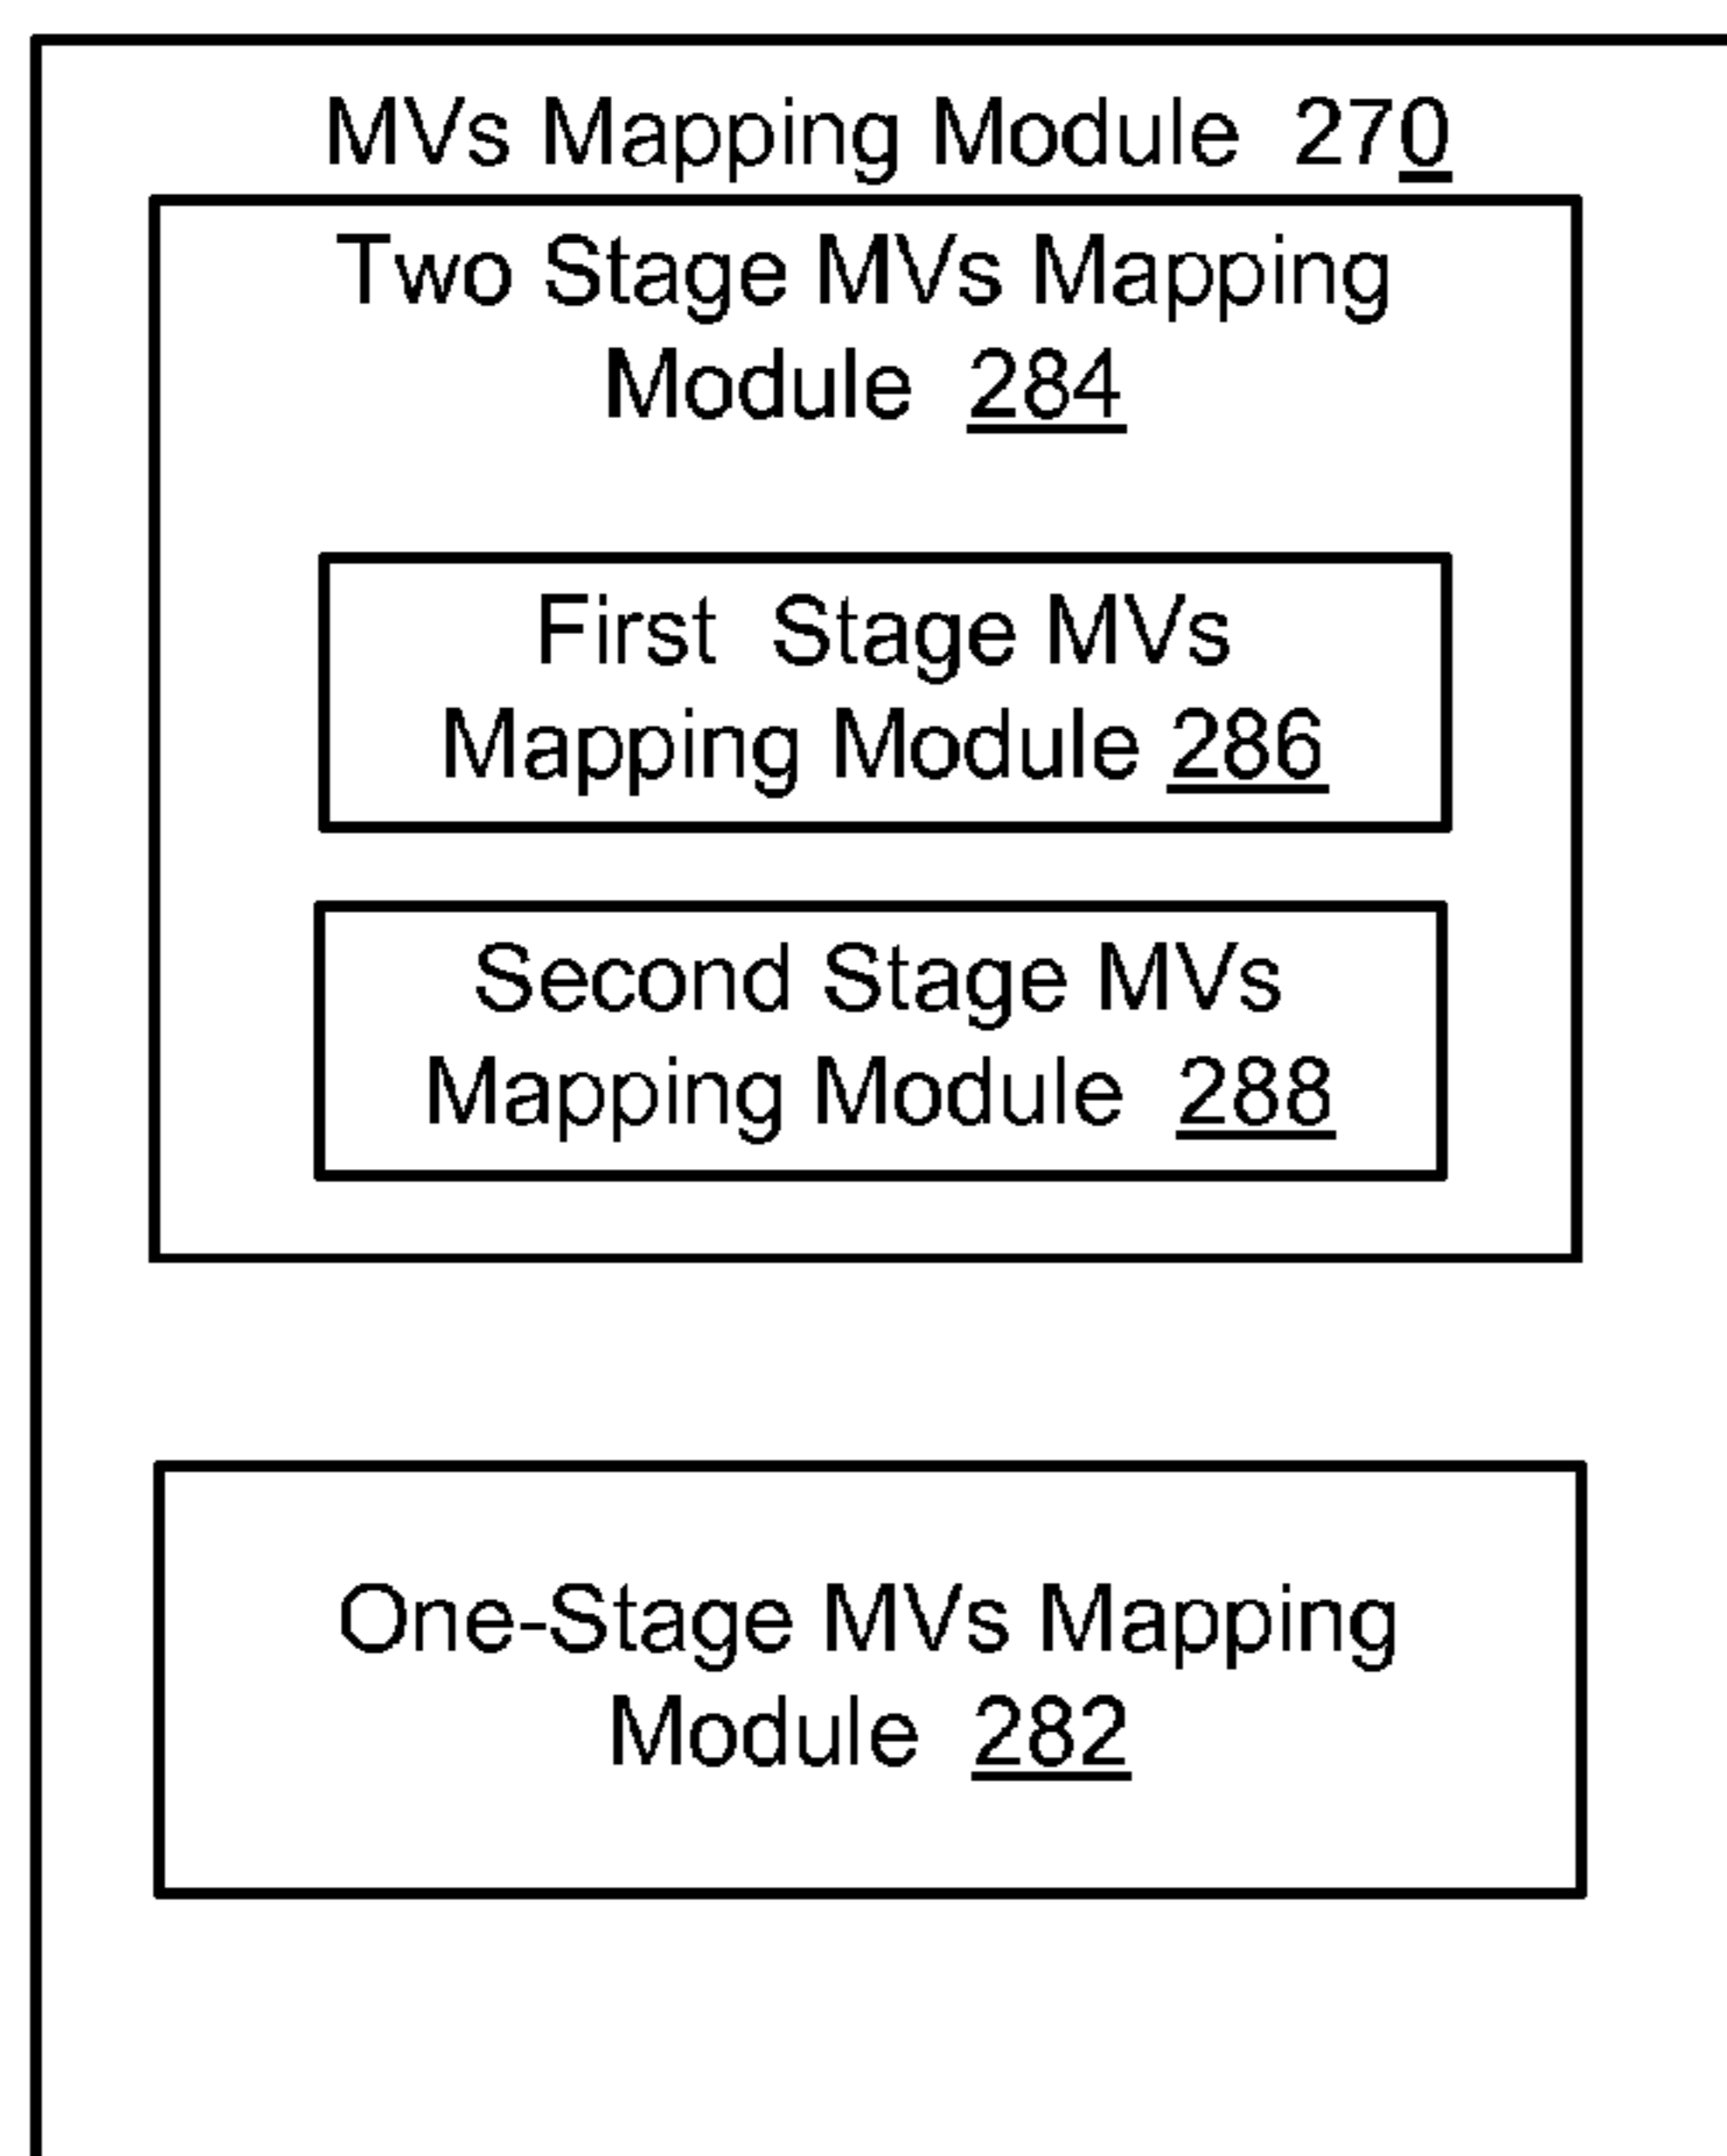 MVs Mapping Module 270
Two Stage MVs Mapping
Module 284
First Stage MVs
Mapping Module 286
Second Stage MVs
Mapping Module 288
One-Stage MVs Mapping
Module 282